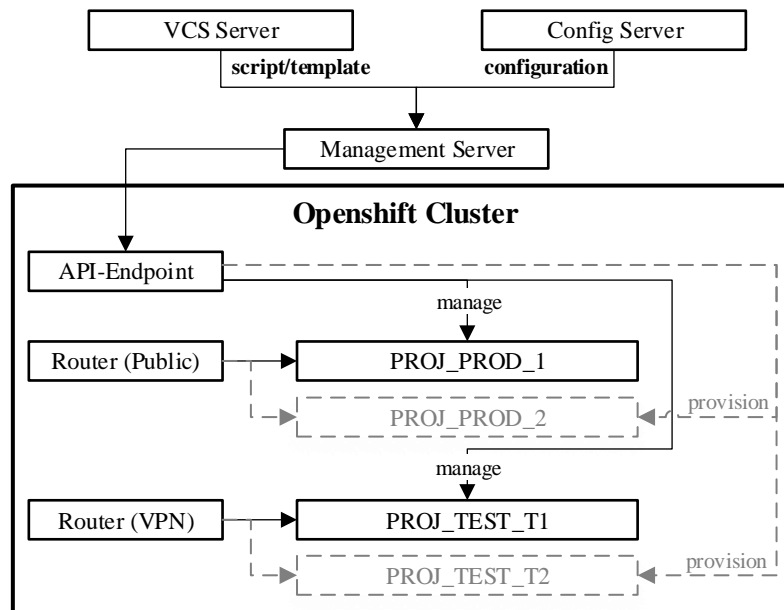 VCS Server
Config Server
script/template
configuration
Management Server
Openshift Cluster
API-Endpoint
manage
Router (Public)
PROJ_PROD_1
PROJ_PROD_2
provision
manage
Router (VPN)
PROJ_TEST_T1
PROJ_TEST_T2
provision